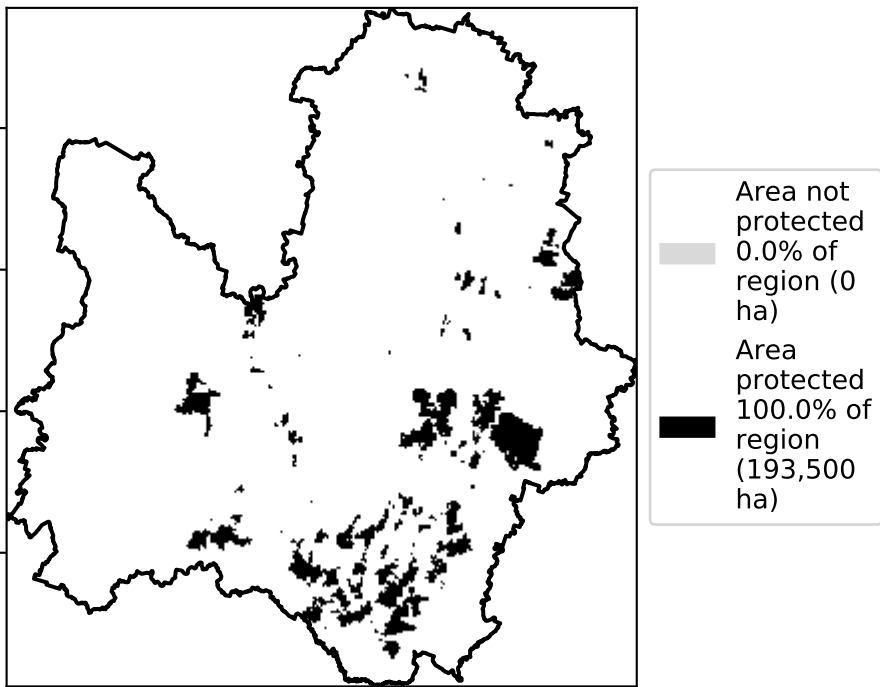 Area not
protected
0.0% of
region (0
ha)
Area
protected
100.0% of
region
(193,500
ha)